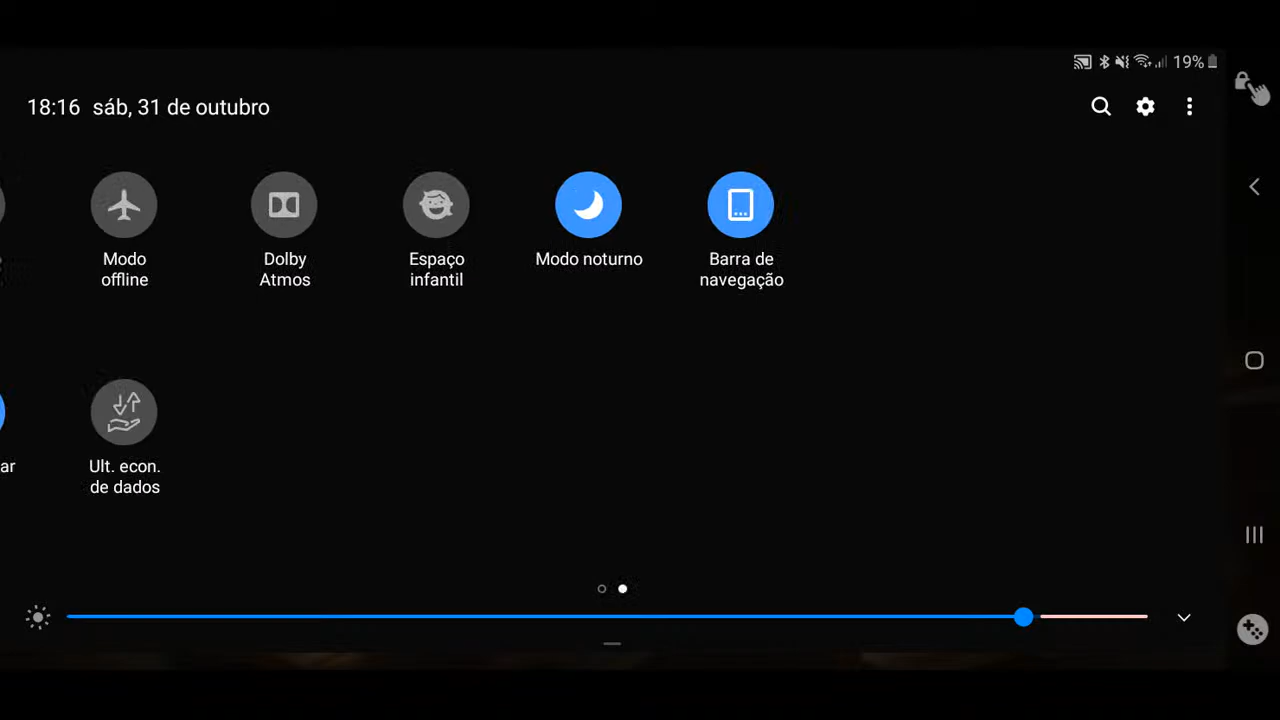 19%
18:16 sáb, 31 de outubro
Modo
offline
Dolby
Atmos
Espaço
infantil
Modo noturno
Barra de
navegação
ar
Ult. econ.
de dados